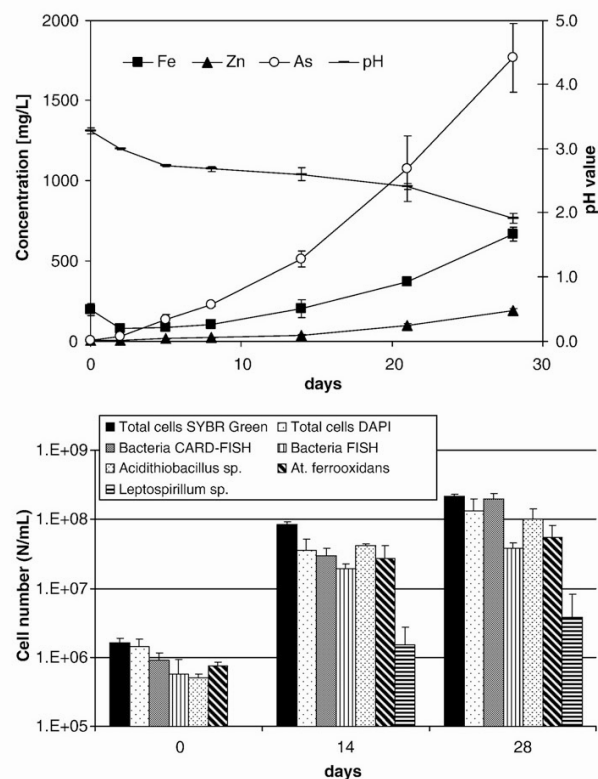 2000
5.0
Fe Zn As pH
1500
4.0
3.0
1000
2.0
500
1.0
0
0.0
0 10 20 30
days
Concentration [mg/L]
pH value
Total cells SYBR Green Total cells DAPI
Bacteria CARD-FISH Bacteria FISH
Acidithiobacillus sp. At. ferrooxidans
Leptospirillum sp.
1.E+09
1.E+08
1.E+07
1.E+06
1.E+05
Cell number (N/mL)
0 14 28
days